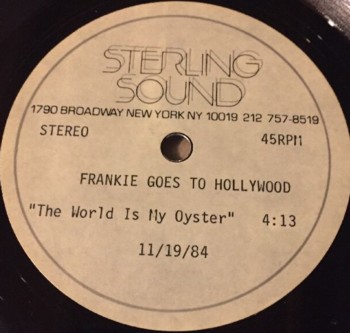 STERLING
SOUND
1790 BROADWAY NEW YORK NY 10019 212 757-8519
STEREO 45RPM
FRANKIE GOES TO HOLLYWOOD
"The World Is My Oyster" 4:13
11/19/84